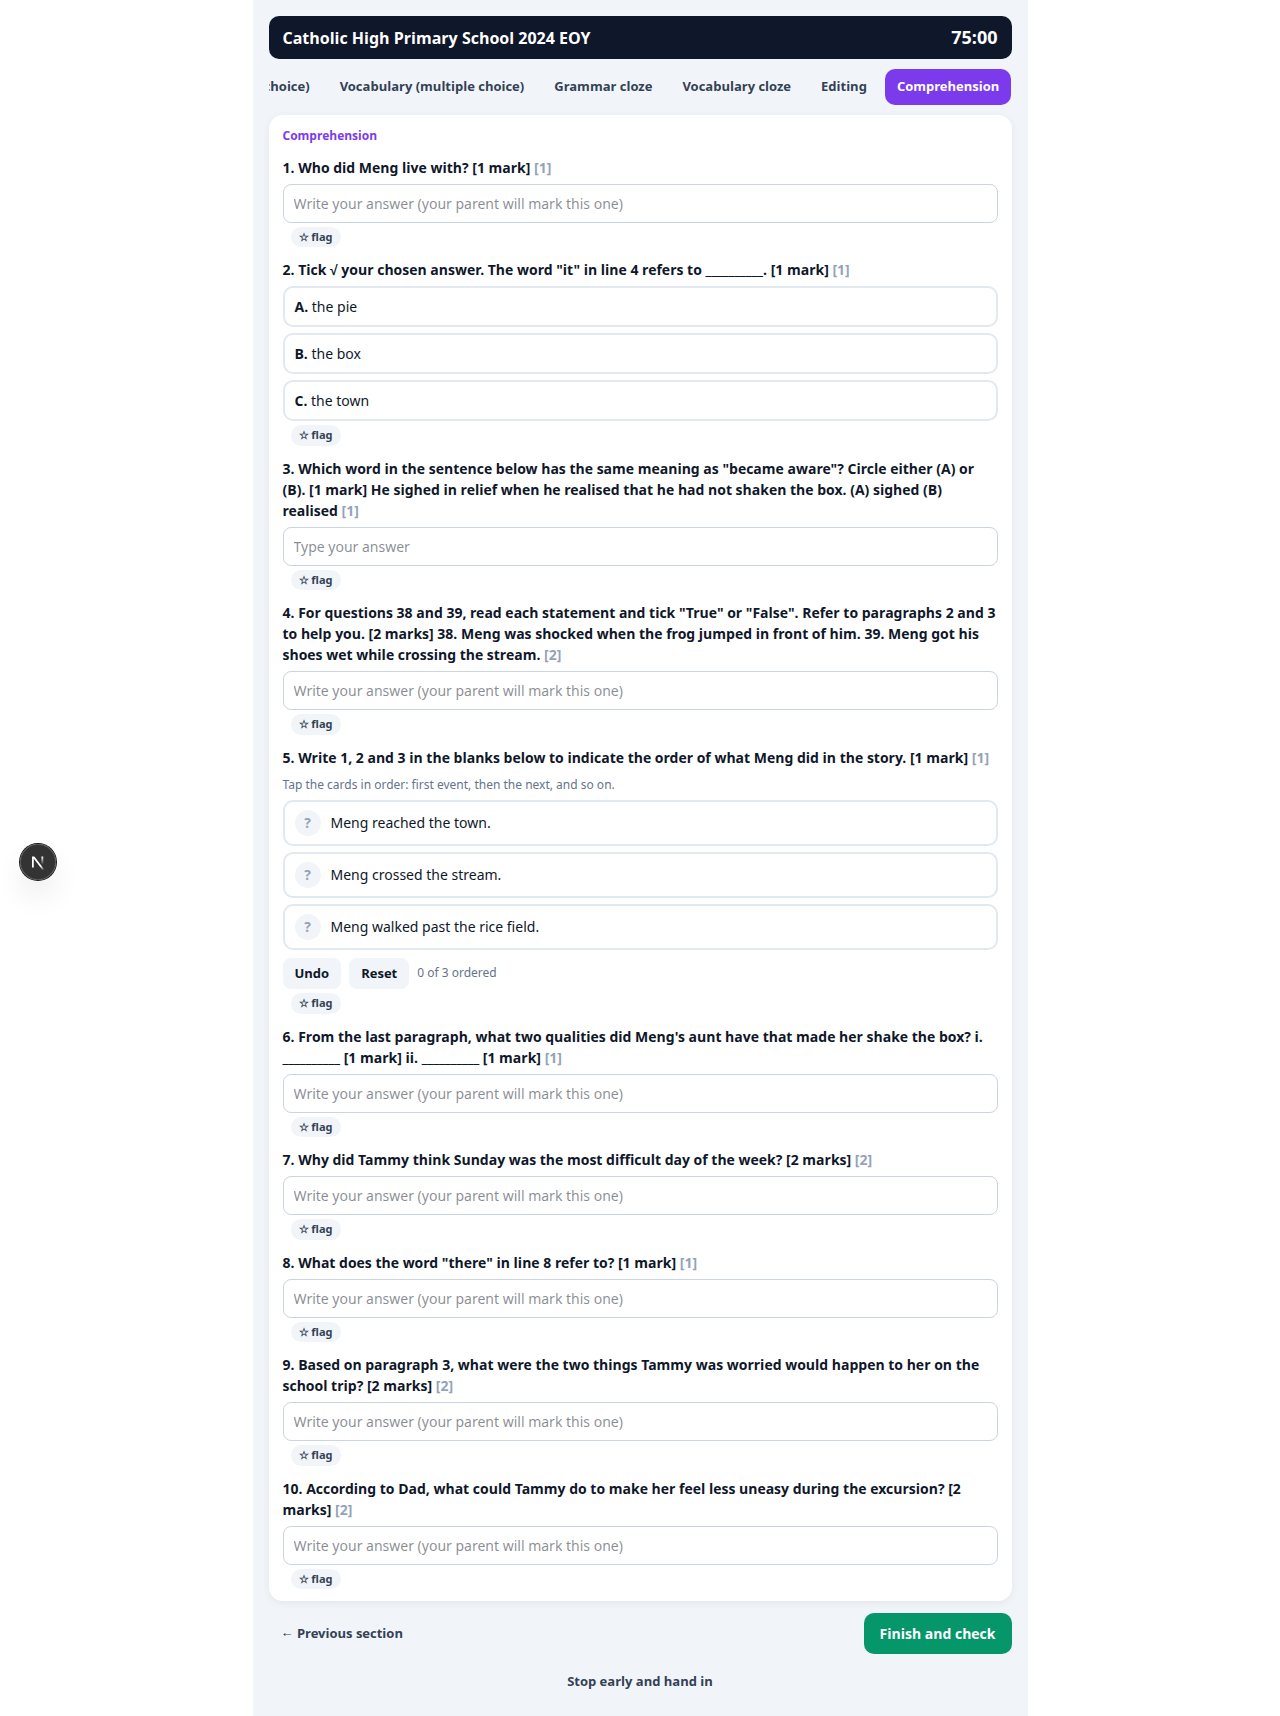 Catholic High Primary School 2024 EOY
75:00
hoice)
Vocabulary (multiple choice)
Grammar cloze
Vocabulary cloze
Editing
Comprehension
Comprehension
1. Who did Meng live with? [1 mark] [1]
Write your answer (your parent will mark this one)
☆ flag
2. Tick √ your chosen answer. The word "it" in line 4 refers to _________. [1 mark] [1]
A. the pie
B. the box
C. the town
☆ flag
3. Which word in the sentence below has the same meaning as "became aware"? Circle either (A) or
(B). [1 mark] He sighed in relief when he realised that he had not shaken the box. (A) sighed (B)
realised [1]
Type your answer
☆ flag
4. For questions 38 and 39, read each statement and tick "True" or "False". Refer to paragraphs 2 and 3
to help you. [2 marks] 38. Meng was shocked when the frog jumped in front of him. 39. Meng got his
shoes wet while crossing the stream. [2]
Write your answer (your parent will mark this one)
☆ flag
5. Write 1, 2 and 3 in the blanks below to indicate the order of what Meng did in the story. [1 mark] [1]
Tap the cards in order: first event, then the next, and so on.
? Meng reached the town.
? Meng crossed the stream.
? Meng walked past the rice field.
Undo
Reset
0 of 3 ordered
☆ flag
6. From the last paragraph, what two qualities did Meng's aunt have that made her shake the box? i.
_________ [1 mark] ii. _________ [1 mark] [1]
Write your answer (your parent will mark this one)
☆ flag
7. Why did Tammy think Sunday was the most difficult day of the week? [2 marks] [2]
Write your answer (your parent will mark this one)
☆ flag
8. What does the word "there" in line 8 refer to? [1 mark] [1]
Write your answer (your parent will mark this one)
☆ flag
9. Based on paragraph 3, what were the two things Tammy was worried would happen to her on the
school trip? [2 marks] [2]
Write your answer (your parent will mark this one)
☆ flag
10. According to Dad, what could Tammy do to make her feel less uneasy during the excursion? [2
marks] [2]
Write your answer (your parent will mark this one)
☆ flag
← Previous section
Finish and check
Stop early and hand in
N